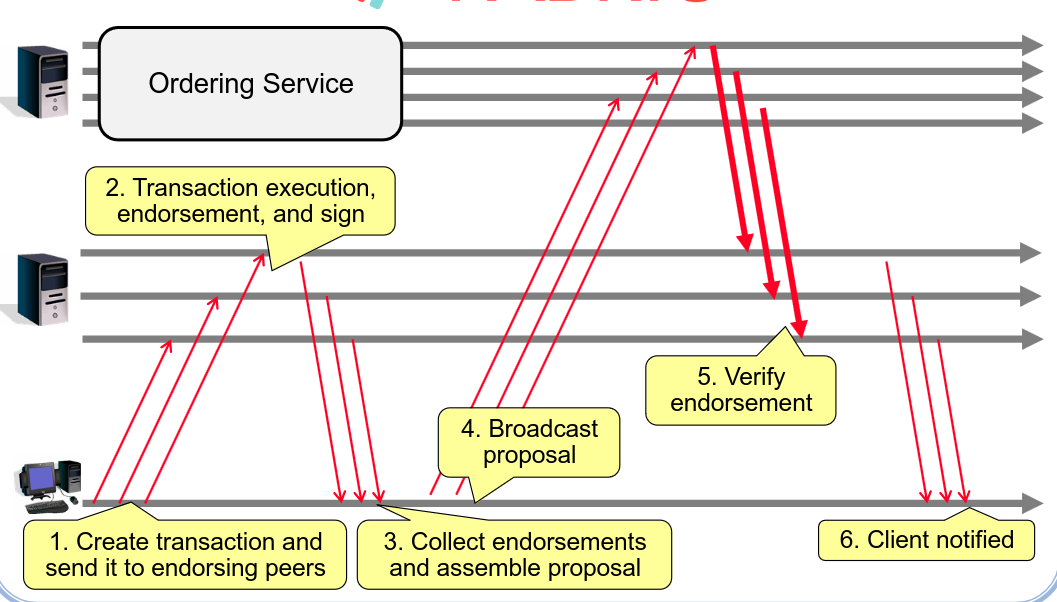 Ordering Service
2. Transaction execution,
endorsement, and sign
5. Verify
endorsement
4. Broadcast
proposal
1. Create transaction and
send it to endorsing peers
3. Collect endorsements
and assemble proposal
6. Client notified